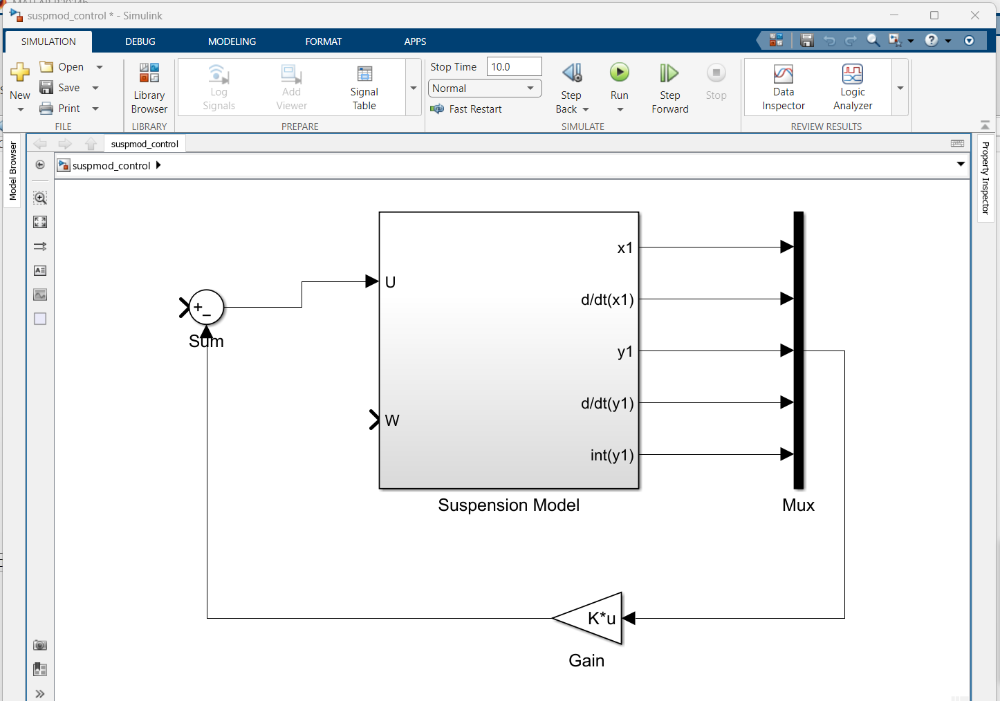 suspmod_control * - Simulink
SIMULATION DEBUG MODELING FORMAT APPS
New
Open
Save
Print
FILE
Library Browser
LIBRARY
Log Signals
Add Viewer
Signal Table
PREPARE
Stop Time 10.0
Normal
Fast Restart
Step Back
Run
Step Forward
Stop
SIMULATE
Data Inspector
Logic Analyzer
REVIEW RESULTS
Model Browser
suspmod_control
suspmod_control
Property Inspector
x1
U
d/dt(x1)
+
−
Sum
y1
d/dt(y1)
W
int(y1)
Suspension Model
Mux
K*u
Gain